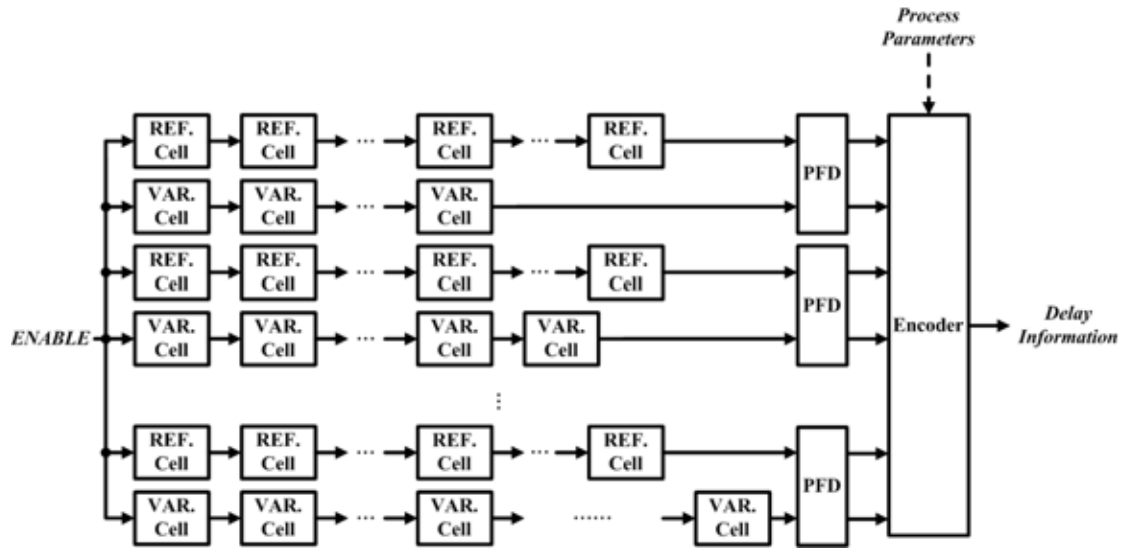 Process
Parameters
REF.
Cell
REF.
Cell
...
REF.
Cell
...
REF.
Cell
PFD
VAR.
Cell
VAR.
Cell
...
VAR.
Cell
REF.
Cell
REF.
Cell
...
REF.
Cell
...
REF.
Cell
PFD
ENABLE
VAR.
Cell
VAR.
Cell
...
VAR.
Cell
VAR.
Cell
Encoder
Delay
Information
REF.
Cell
REF.
Cell
...
REF.
Cell
...
REF.
Cell
PFD
VAR.
Cell
VAR.
Cell
...
VAR.
Cell
......
VAR.
Cell